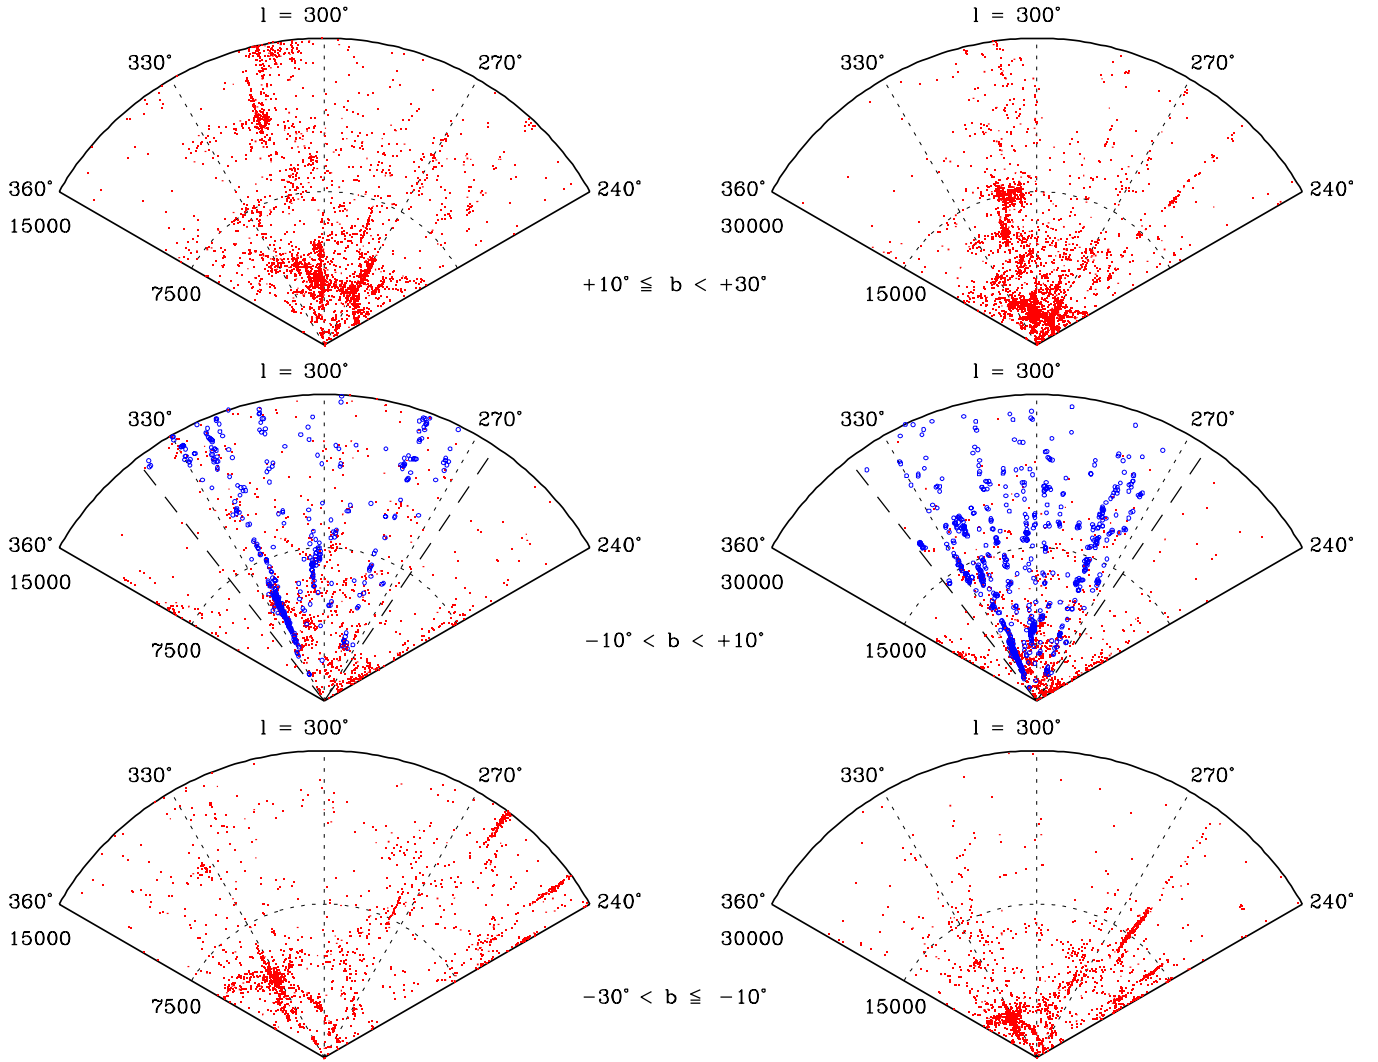 l = 300° l = 300°
330° 270° 330° 270°
360° 240° 360° 240°
15000 30000
7500 +10° ≦ b < +30° 15000
l = 300° l = 300°
330° 270° 330° 270°
360° 240° 360° 240°
15000 30000
7500 −10° < b < +10° 15000
l = 300° l = 300°
330° 270° 330° 270°
360° 240° 360° 240°
15000 30000
7500 −30° < b ≦ −10° 15000